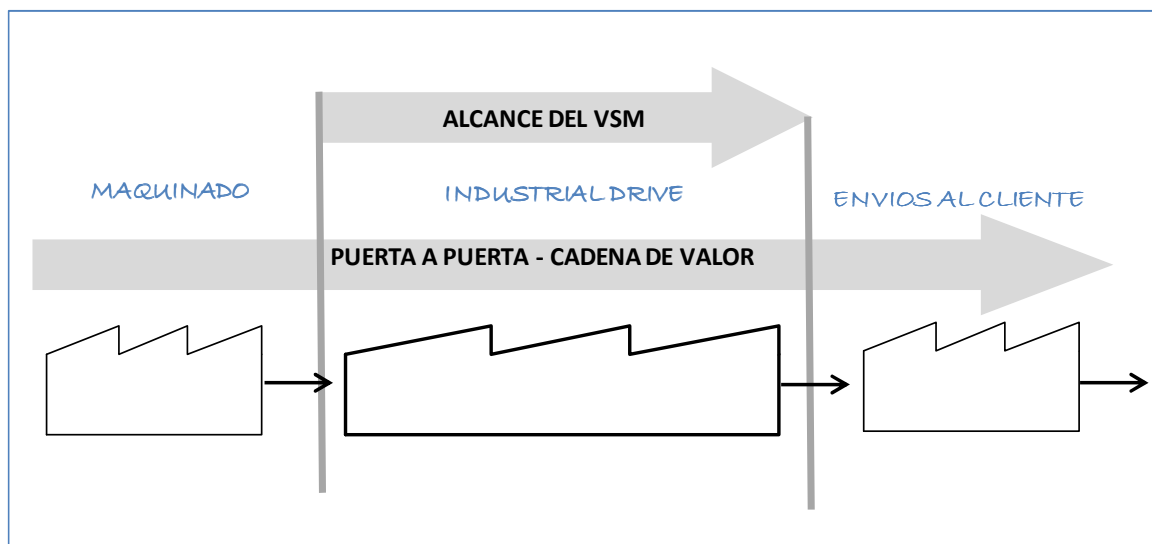 ALCANCE DEL VSM
MAQUINADO
INDUSTRIAL DRIVE
ENVIOS AL CLIENTE
PUERTA A PUERTA - CADENA DE VALOR